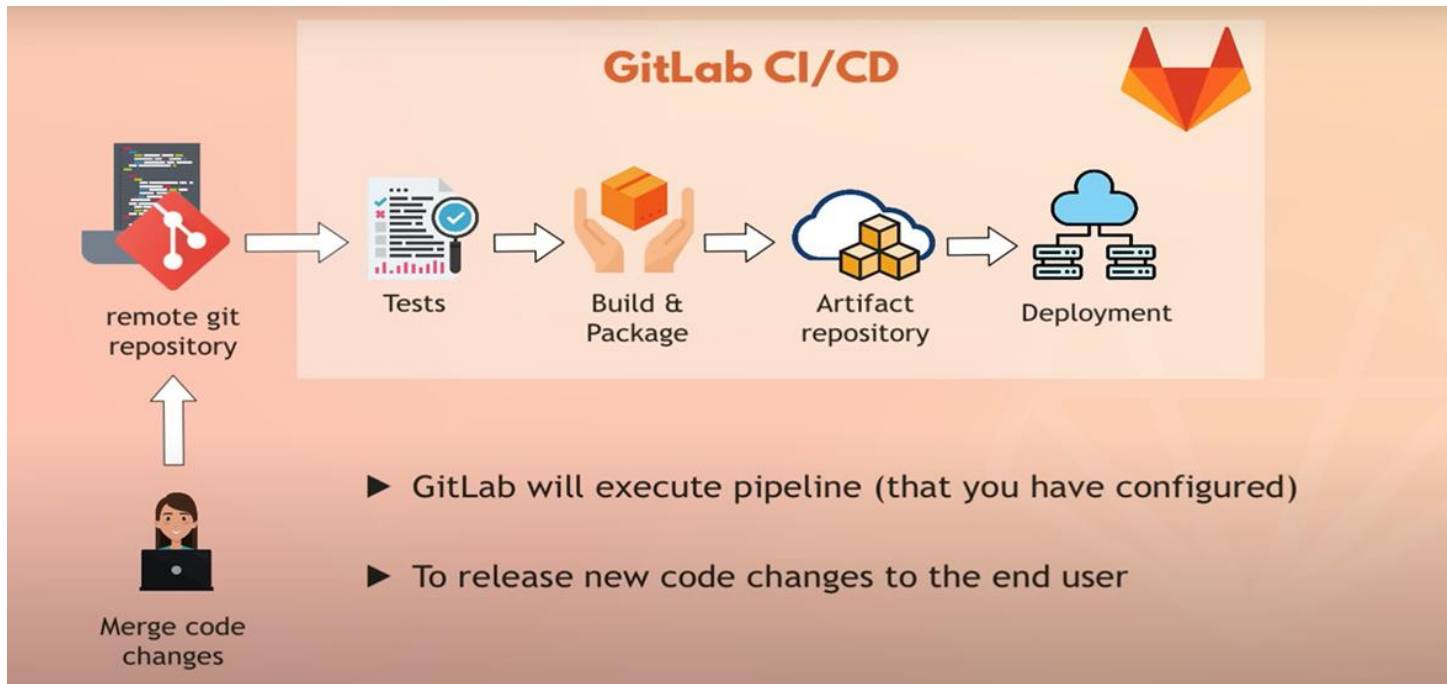 GitLab CI/CD
remote git
repository
Tests
Build &
Package
Artifact
repository
Deployment
Merge code
changes
► GitLab will execute pipeline (that you have configured)
► To release new code changes to the end user